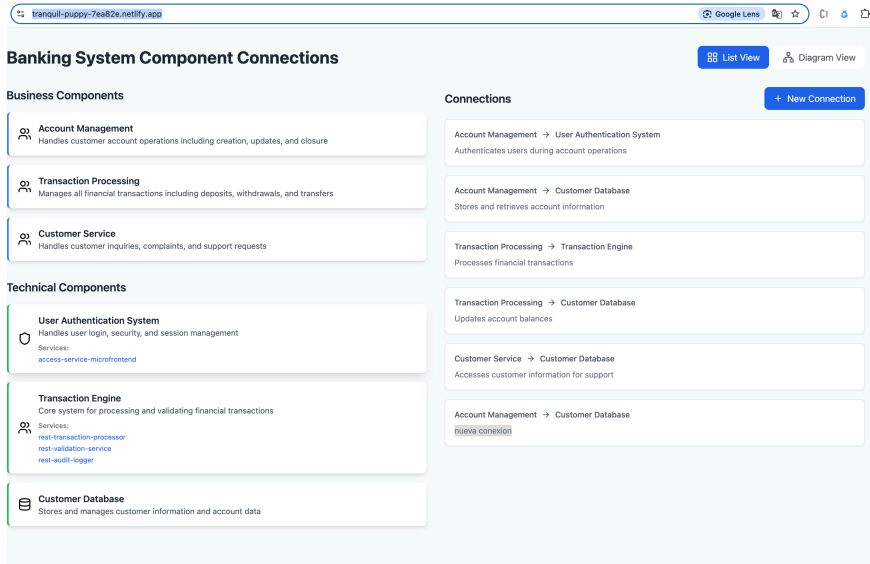 tranquil-puppy-7ea82e.netlify.app
Google Lens
Banking System Component Connections
List View
Diagram View
Business Components
Account Management
Handles customer account operations including creation, updates, and closure
Transaction Processing
Manages all financial transactions including deposits, withdrawals, and transfers
Customer Service
Handles customer inquiries, complaints, and support requests
Technical Components
User Authentication System
Handles user login, security, and session management
Services:
access-service-microfrontend
Transaction Engine
Core system for processing and validating financial transactions
Services:
rest-transaction-processor
rest-validation-service
rest-audit-logger
Customer Database
Stores and manages customer information and account data
Connections
+ New Connection
Account Management → User Authentication System
Authenticates users during account operations
Account Management → Customer Database
Stores and retrieves account information
Transaction Processing → Transaction Engine
Processes financial transactions
Transaction Processing → Customer Database
Updates account balances
Customer Service → Customer Database
Accesses customer information for support
Account Management → Customer Database
nueva conexion